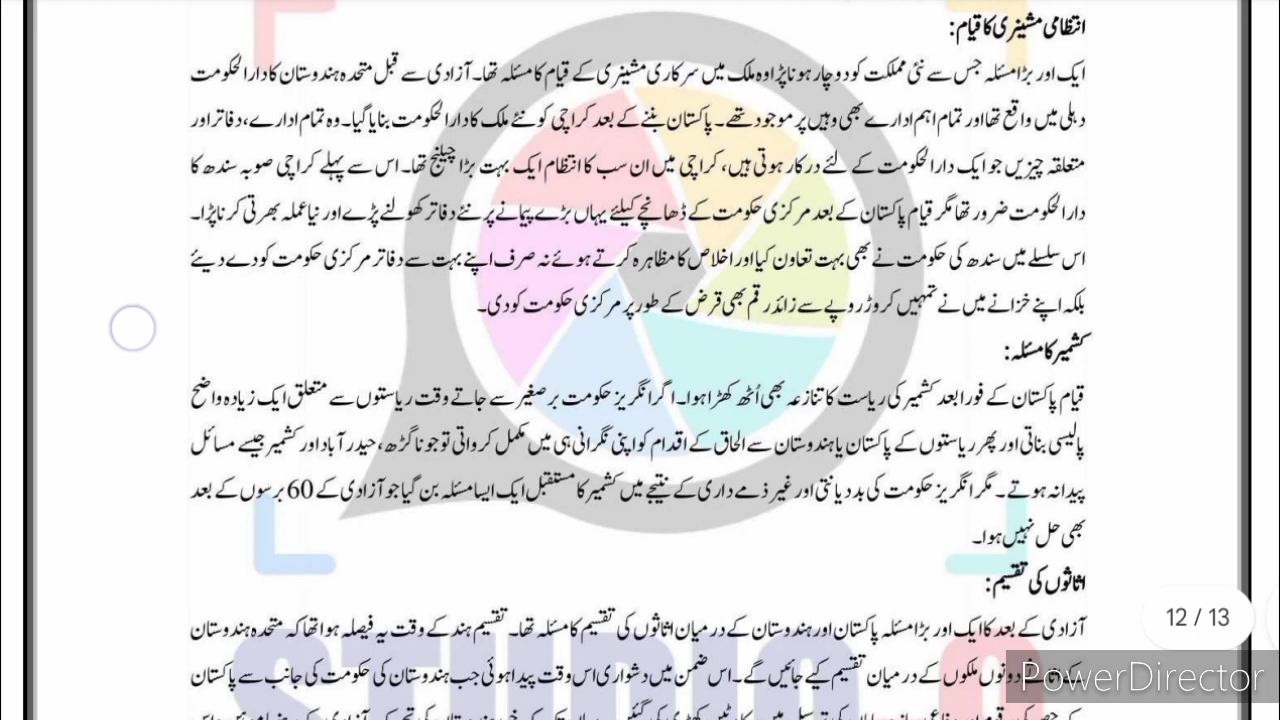 انتظامی مشینری کا قیام:
ایک اور بڑا مسئلہ جس سے نئی مملکت کو دوچار ہونا پڑا وہ ملک میں سرکاری مشینری کے قیام کا مسئلہ تھا۔ آزادی سے قبل متحدہ ہندوستان کا دارالحکومت
دہلی میں واقع تھا اور تمام اہم ادارے بھی وہیں پر موجود تھے۔ پاکستان بننے کے بعد کراچی کو نئے ملک کا دارالحکومت بنایا گیا۔ وہ تمام ادارے، دفاتر اور
متعلقہ چیزیں جو ایک دارالحکومت کے لئے درکار ہوتی ہیں، کراچی میں ان سب کا انتظام ایک بہت بڑا چیلنج تھا۔ اس سے پہلے کراچی صوبہ سندھ کا
دارالحکومت ضرور تھا مگر قیام پاکستان کے بعد مرکزی حکومت کے ڈھانچے کیلئے یہاں بڑے پیمانے پر نئے دفاتر کھولنے پڑے اور نیا عملہ بھرتی کرنا پڑا۔
اس سلسلے میں سندھ کی حکومت نے بھی بہت تعاون کیا اور اخلاص کا مظاہرہ کرتے ہوئے نہ صرف اپنے بہت سے دفاتر مرکزی حکومت کو دے دیئے
بلکہ اپنے خزانے میں نے تمہیں کروڑ روپے سے زائد رقم بھی قرض کے طور پر مرکزی حکومت کو دی۔
کشمیر کا مسئلہ:
قیام پاکستان کے فورا بعد کشمیر کی ریاست کا تنازعہ بھی اُٹھ کھڑا ہوا۔ اگر انگریز حکومت برصغیر سے جاتے وقت ریاستوں سے متعلق ایک زیادہ واضح
پالیسی بناتی اور پھر ریاستوں کے پاکستان یا ہندوستان سے الحاق کے اقدام کو اپنی نگرانی ہی میں مکمل کرواتی تو جونا گڑھ، حیدر آباد اور کشمیر جیسے مسائل
پیدا نہ ہوتے۔ مگر انگریز حکومت کی بددیانتی اور غیر ذمے داری کے نتیجے میں کشمیر کا مستقبل ایک ایسا مسئلہ بن گیا جو آزادی کے 60 برسوں کے بعد
بھی حل نہیں ہوا۔
اثاثوں کی تقسیم:
آزادی کے بعد کا ایک اور بڑا مسئلہ پاکستان اور ہندوستان کے درمیان اثاثوں کی تقسیم کا مسئلہ تھا۔ تقسیم ہند کے وقت یہ فیصلہ ہوا تھا کہ متحدہ ہندوستان
دونوں ملکوں کے درمیان تقسیم کیے جائیں گے۔ اس ضمن میں دشواری اس وقت پیدا ہوئی جب ہندوستان کی حکومت کی جانب سے پاکستان
12 / 13
PowerDirector